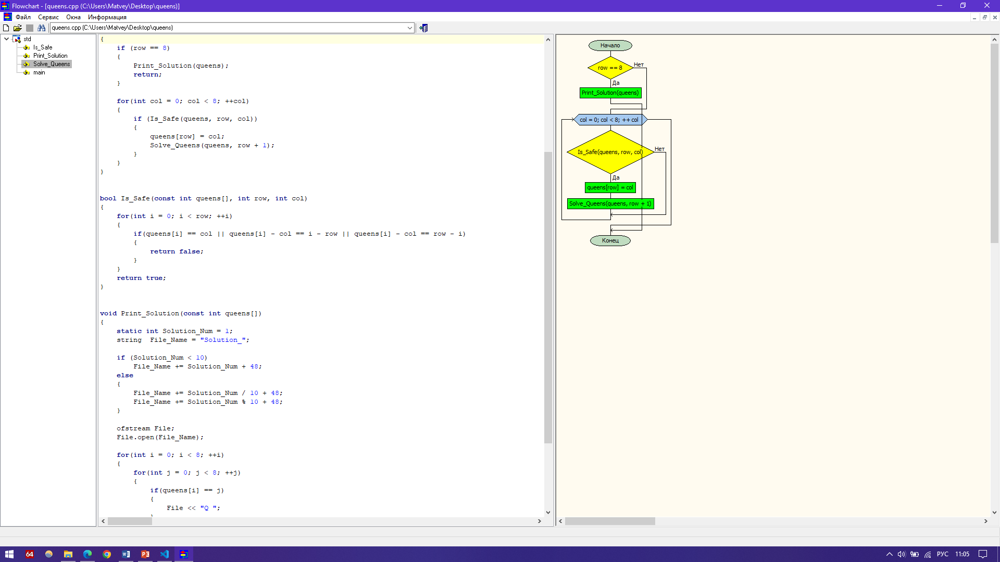 Flowchart - [queens.cpp (C:\Users\Matvey\Desktop\queens)]
Файл Сервис Окна Информация
queens.cpp (C:\Users\Matvey\Desktop\queens)
std
Is_Safe
Print_Solution
Solve_Queens
main
{
if (row == 8)
{
Print_Solution(queens);
return;
}
for(int col = 0; col < 8; ++col)
{
if (Is_Safe(queens, row, col))
{
queens[row] = col;
Solve_Queens(queens, row + 1);
}
}
}
bool Is_Safe(const int queens[], int row, int col)
{
for(int i = 0; i < row; ++i)
{
if(queens[i] == col || queens[i] - col == i - row || queens[i] - col == row - i)
{
return false;
}
}
return true;
}
void Print_Solution(const int queens[])
{
static int Solution_Num = 1;
string  File_Name = "Solution_";
if (Solution_Num < 10)
File_Name += Solution_Num + 48;
else
{
File_Name += Solution_Num / 10 + 48;
File_Name += Solution_Num % 10 + 48;
}
ofstream File;
File.open(File_Name);
for(int i = 0; i < 8; ++i)
{
for(int j = 0; j < 8; ++j)
{
if(queens[i] == j)
{
File << "Q ";
}
Начало
row == 8
Нет
Да
Print_Solution(queens)
col = 0; col < 8; ++ col
Is_Safe(queens, row, col)
Нет
Да
queens[row] = col
Solve_Queens(queens, row + 1)
Конец
64
РУС
11:05